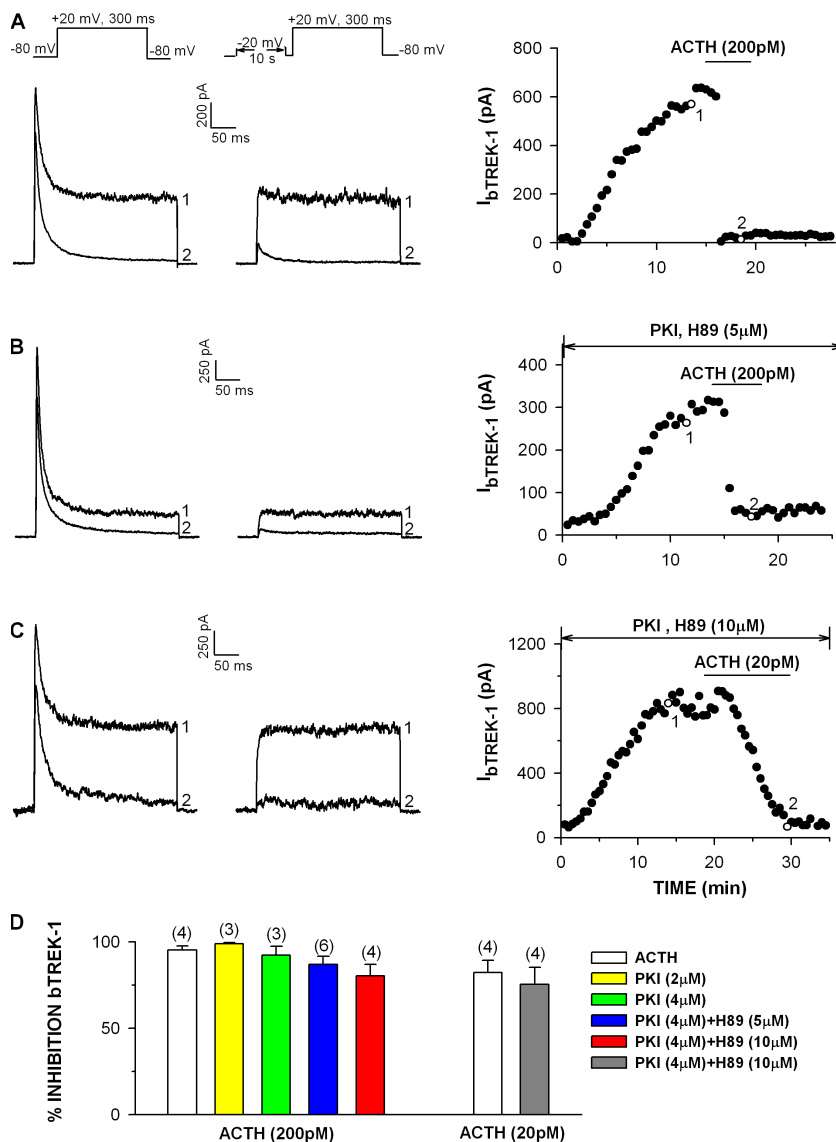 A
+20 mV, 300 ms
-80 mV
-80 mV
+20 mV, 300 ms
-20 mV
10 s
-80 mV
200 pA
50 ms
1
2
1
2
ACTH (200pM)
I bTREK-1 (pA)
800
600
400
200
0
1
2
0
10
20
B
250 pA
50 ms
1
2
1
2
PKI, H89 (5µM)
ACTH (200pM)
I bTREK-1 (pA)
400
300
200
100
0
1
2
0
10
20
C
250 pA
50 ms
1
2
1
2
PKI , H89 (10µM)
ACTH (20pM)
I bTREK-1 (pA)
1200
800
400
0
1
2
0
10
20
30
TIME (min)
D
% INHIBITION bTREK-1
100
50
0
(4)
(3)
(3)
(6)
(4)
(4)
(4)
ACTH (200pM)
ACTH (20pM)
ACTH
PKI (2µM)
PKI (4µM)
PKI (4µM)+H89 (5µM)
PKI (4µM)+H89 (10µM)
PKI (4µM)+H89 (10µM)